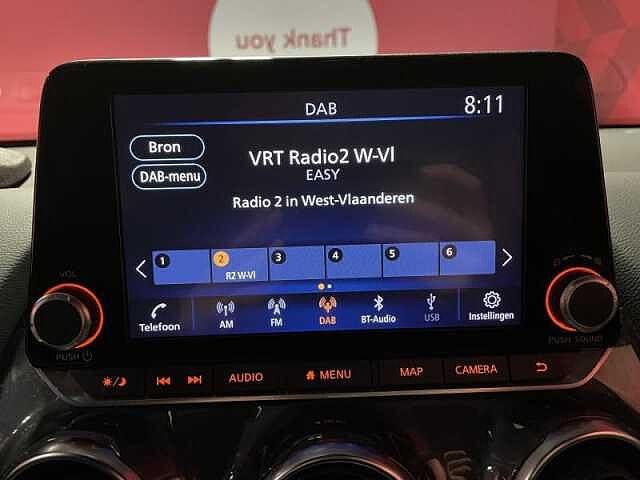 Thank you
DAB
8:11
Bron
DAB-menu
VRT Radio2 W-Vl
EASY
Radio 2 in West-Vlaanderen
1 2 3 4 5 6
R2 W-Vl
Telefoon AM FM DAB BT-Audio USB Instellingen
VOL
PUSH
PUSH SOUND
AUDIO MENU MAP CAMERA